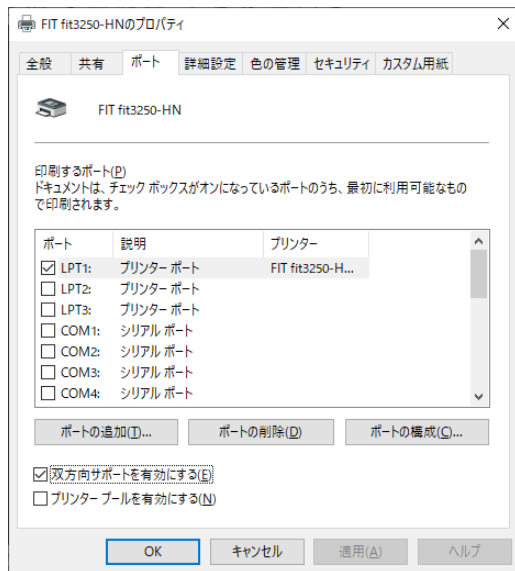 FIT fit3250-HNのプロパティ
全般 共有 ポート 詳細設定 色の管理 セキュリティ カスタム用紙
FIT fit3250-HN
印刷するポート(P)
ドキュメントは、チェック ボックスがオンになっているポートのうち、最初に利用可能なもの
で印刷されます。
ポート 説明 プリンター
LPT1: プリンター ポート FIT fit3250-H...
LPT2: プリンター ポート
LPT3: プリンター ポート
COM1: シリアル ポート
COM2: シリアル ポート
COM3: シリアル ポート
COM4: シリアル ポート
ポートの追加(T)... ポートの削除(D) ポートの構成(C)...
双方向サポートを有効にする(E)
プリンター プールを有効にする(N)
OK キャンセル 適用(A) ヘルプ